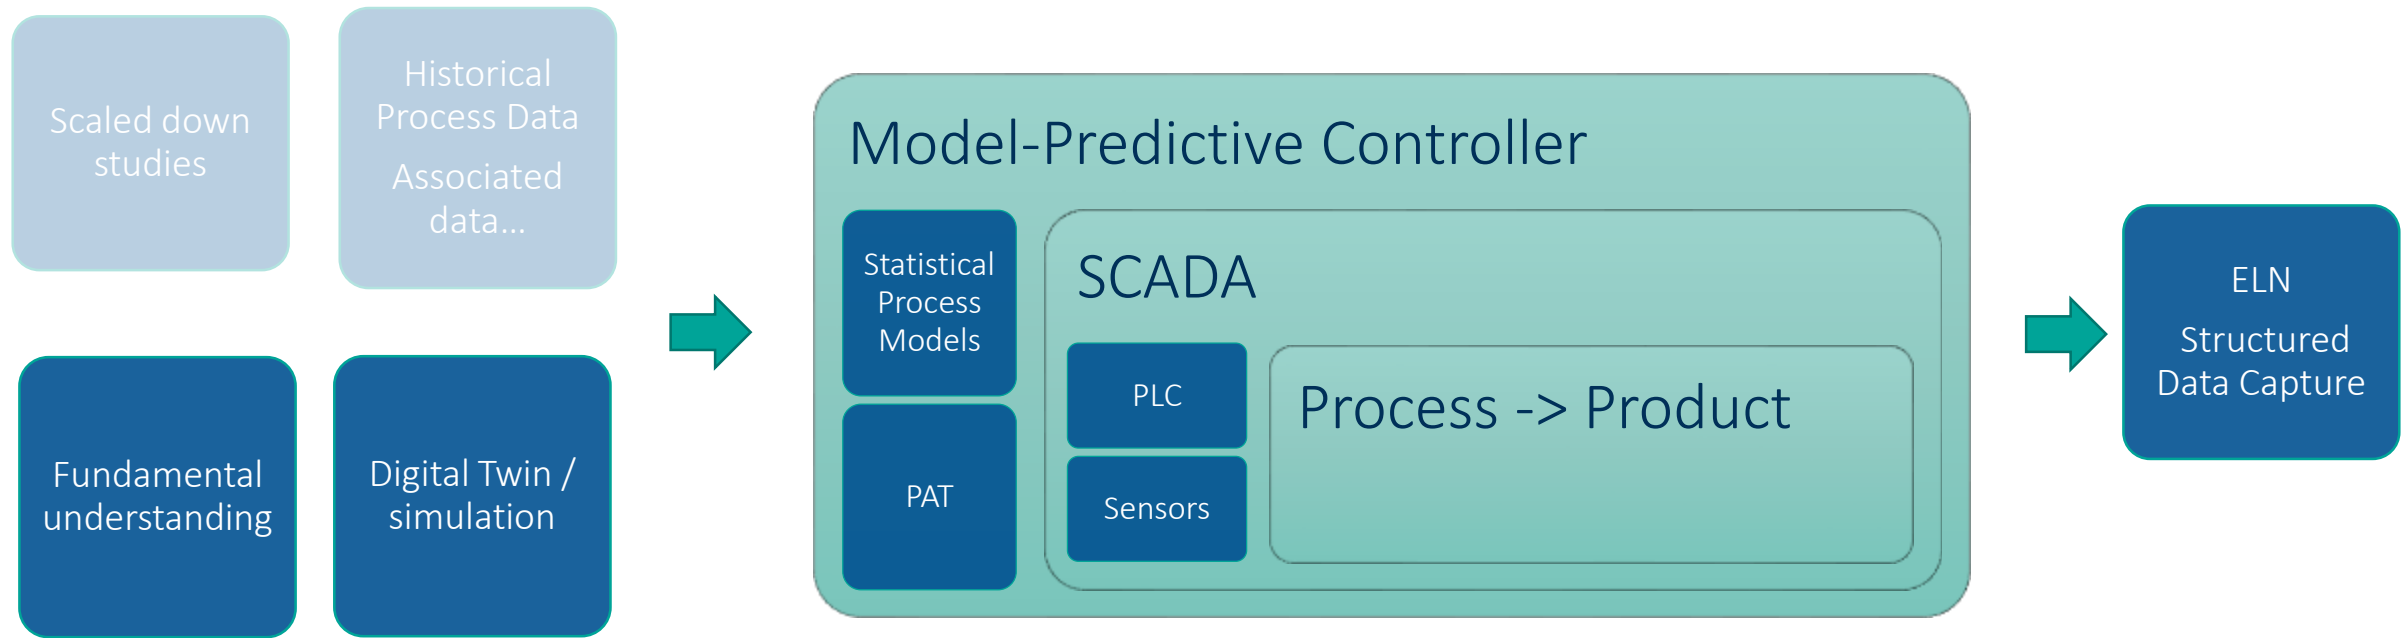 Scaled down
studies
Historical
Process Data
Associated
data...
Fundamental
understanding
Digital Twin /
simulation
Model-Predictive Controller
Statistical
Process
Models
PAT
SCADA
PLC
Sensors
Process -> Product
ELN
Structured
Data Capture